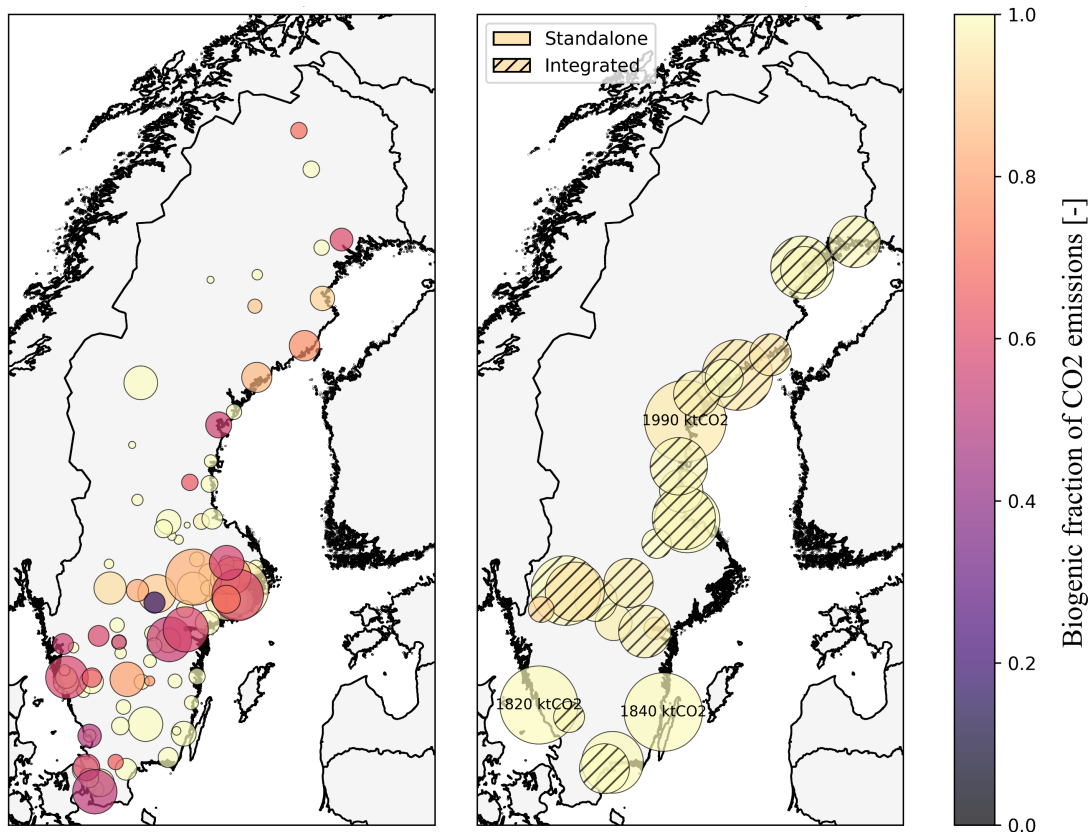 Standalone
Integrated
1990 ktCO2
1820 ktCO2
1840 ktCO2
1.0
0.8
0.6
0.4
0.2
0.0
Biogenic fraction of CO2 emissions [-]